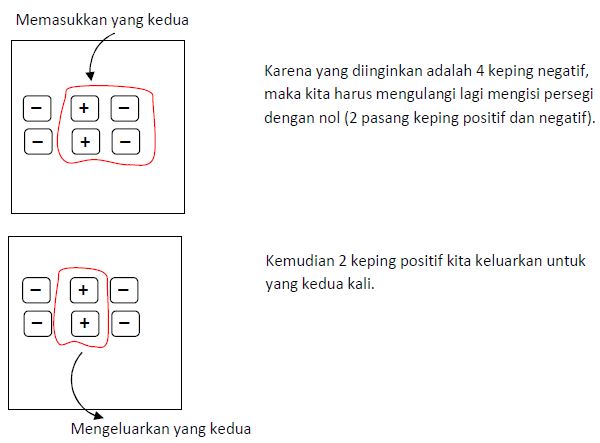 Memasukkan yang kedua
Karena yang diinginkan adalah 4 keping negatif,
maka kita harus mengulangi lagi mengisi persegi
dengan nol (2 pasang keping positif dan negatif).
− + −
− + −
Kemudian 2 keping positif kita keluarkan untuk
yang kedua kali.
− + −
− + −
Mengeluarkan yang kedua